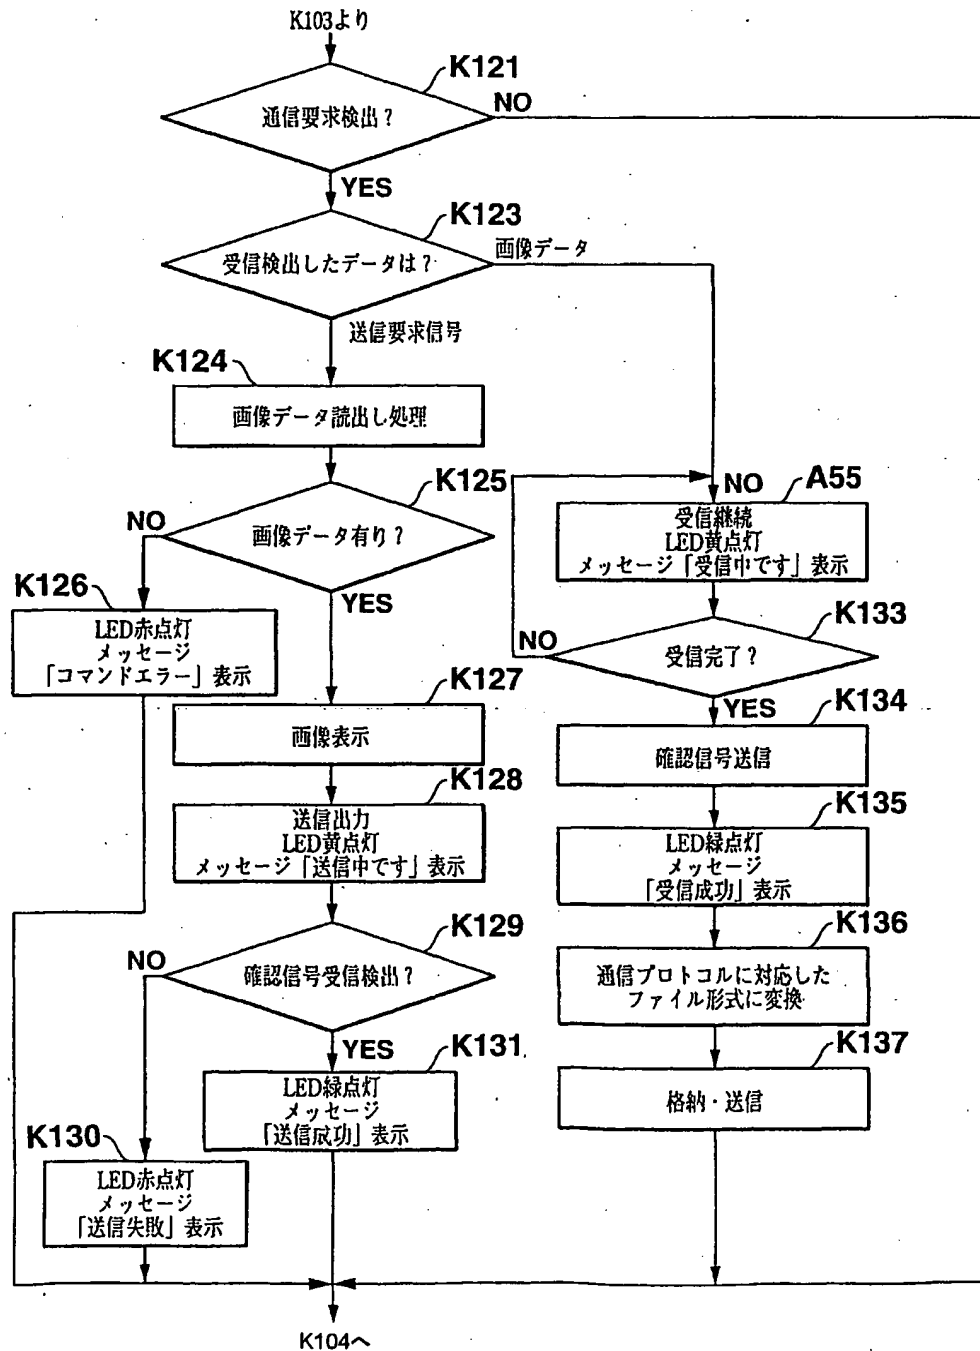 K103より
K121
通信要求検出？
NO
YES
K123
受信検出したデータは？
画像データ
送信要求信号
K124
画像データ読出し処理
K125
画像データ有り？
NO
YES
K126
LED赤点灯
メッセージ
「コマンドエラー」表示
K127
画像表示
K128
送信出力
LED黄点灯
メッセージ「送信中です」表示
K129
確認信号受信検出？
NO
YES
K131
LED緑点灯
メッセージ
「送信成功」表示
K130
LED赤点灯
メッセージ
「送信失敗」表示
NO
A55
受信継続
LED黄点灯
メッセージ「受信中です」表示
K133
受信完了？
NO
YES
K134
確認信号送信
K135
LED緑点灯
メッセージ
「受信成功」表示
K136
通信プロトコルに対応した
ファイル形式に変換
K137
格納・送信
K104へ